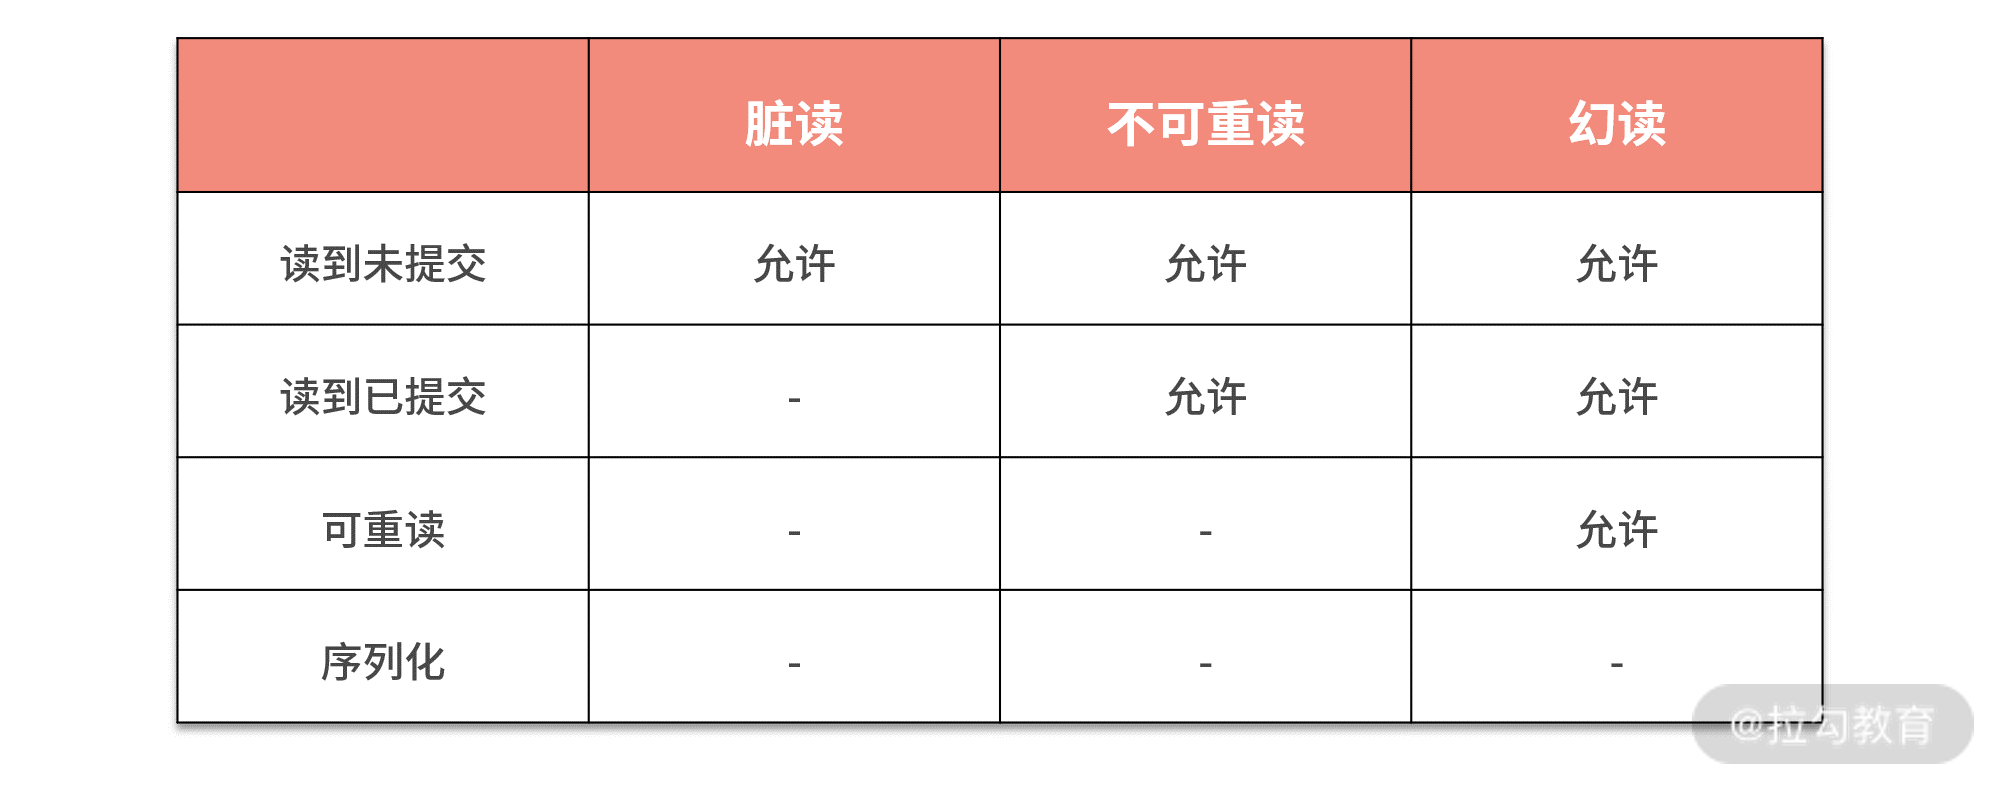 脏读 不可重读 幻读
读到未提交 允许 允许 允许
读到已提交 - 允许 允许
可重读 - - 允许
序列化 - - -
@拉勾教育